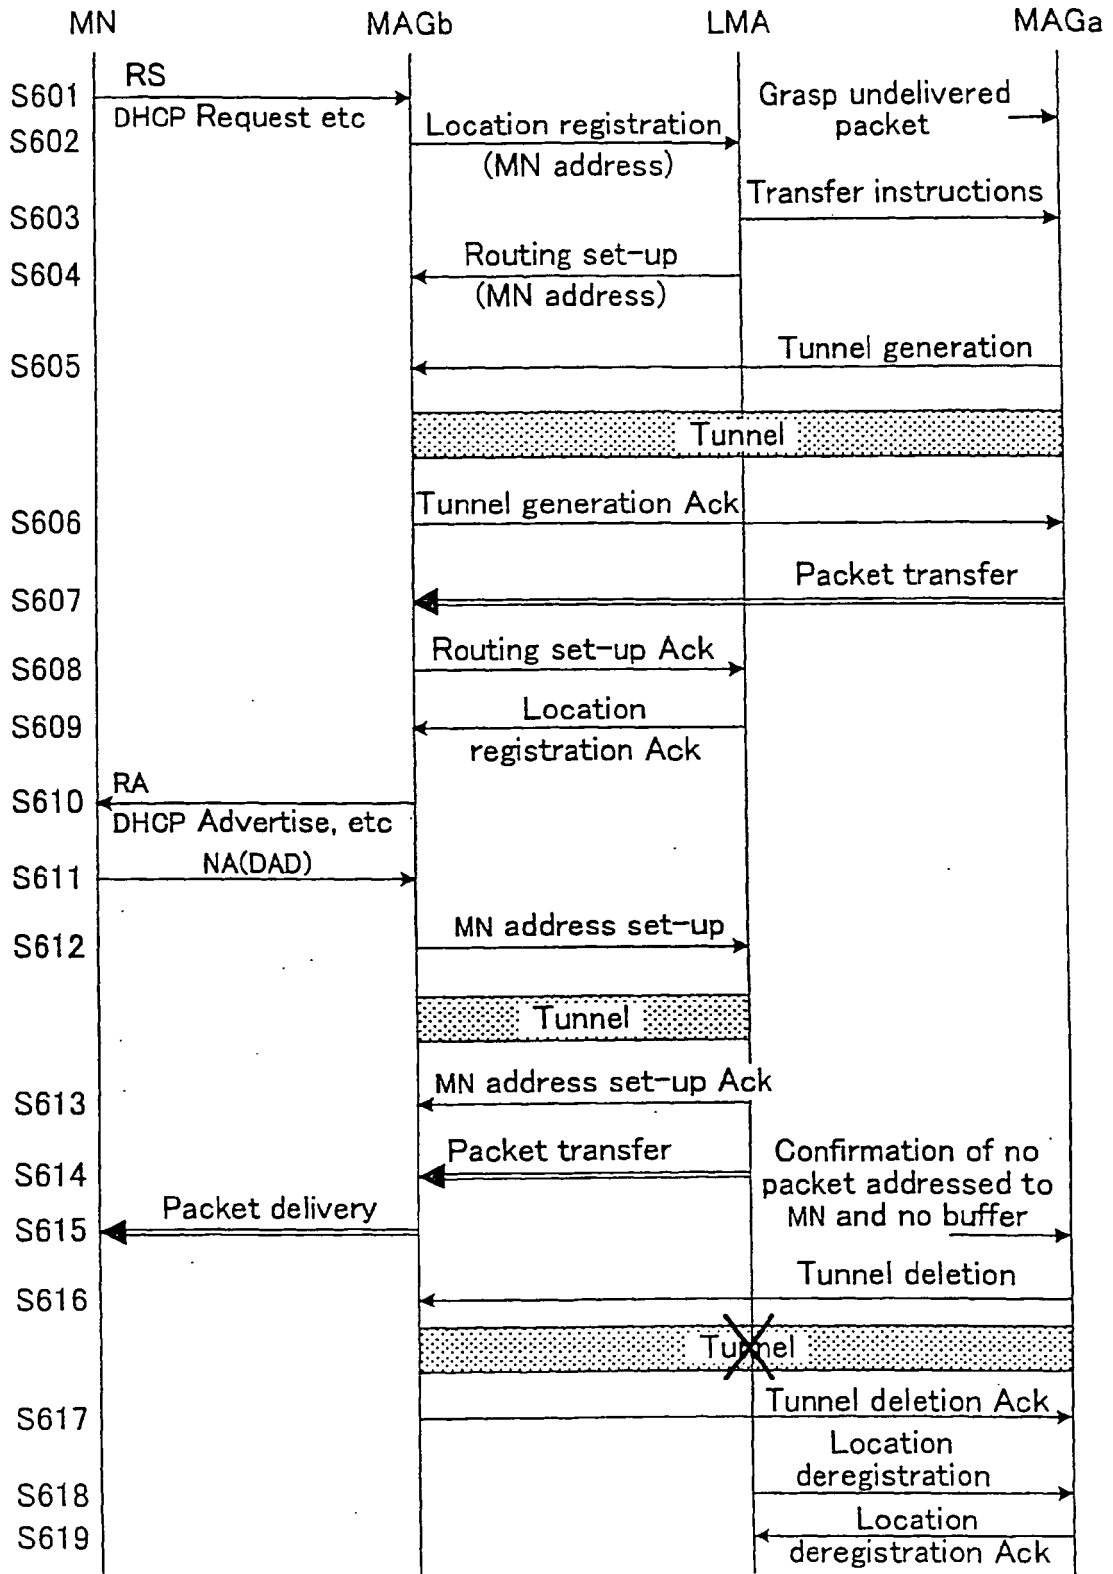 MN MAGb LMA MAGa
S601 RS
DHCP Request etc
Grasp undelivered
packet
S602 Location registration
(MN address)
S603 Transfer instructions
S604 Routing set-up
(MN address)
S605 Tunnel generation
Tunnel
S606 Tunnel generation Ack
S607 Packet transfer
S608 Routing set-up Ack
S609 Location
registration Ack
S610 RA
DHCP Advertise, etc
S611 NA(DAD)
S612 MN address set-up
Tunnel
S613 MN address set-up Ack
S614 Packet transfer
Confirmation of no
packet addressed to
MN and no buffer
S615 Packet delivery
S616 Tunnel deletion
Tunnel
S617 Tunnel deletion Ack
S618 Location
deregistration
S619 Location
deregistration Ack